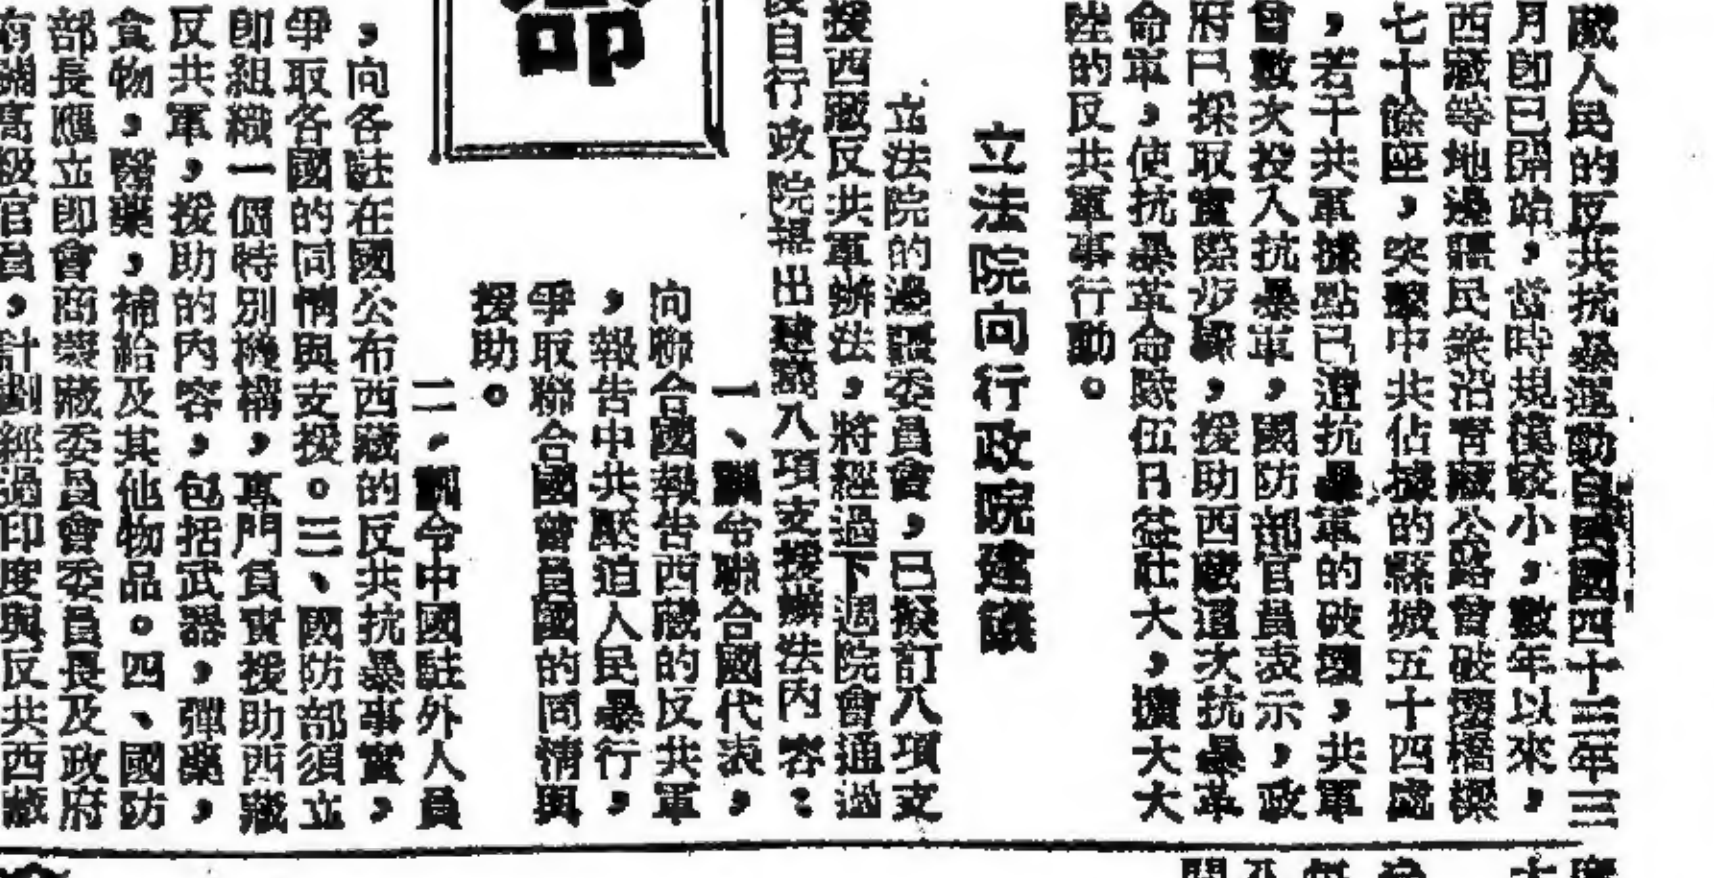 藏人民的反共抗暴運動自民國四十三年三
月即已開始，當時規模較小，數年以來，
西藏等地邊疆民衆沿青藏公路曾破壞橋樑
七十餘座，突擊中共佔據的縣城五十四處
，若干共軍據點已遭抗暴軍的破壞，共軍
曾數次投入抗暴軍，國防部官員表示，政
府已採取實際步驟，援助西藏這次抗暴革
命軍，使抗暴革命隊伍日益壯大，擴大大
陸的反共軍事行動。
立法院向行政院建議
立法院的邊疆委員會，已擬訂八項支
援西藏反共軍辦法，將經過下週院會通過
後自行政院提出建議八項支援辦法內容：
一、訓令聯合國代表，
向聯合國報告西藏的反共軍
，報告中共壓迫人民暴行，
爭取聯合國會員國的同情與
援助。
命
二，訓令中國駐外人員
，向各駐在國公布西藏的反共抗暴事實，
爭取各國的同情與支援。三、國防部須立
即組織一個特別機構，專門負責援助西藏
反共軍，援助的內容，包括武器，彈藥，
食物，醫藥，補給及其他物品。四、國防
部長應立即會商蒙藏委員會委員長及政府
有關高級官員，計劃經過印度與反共西藏